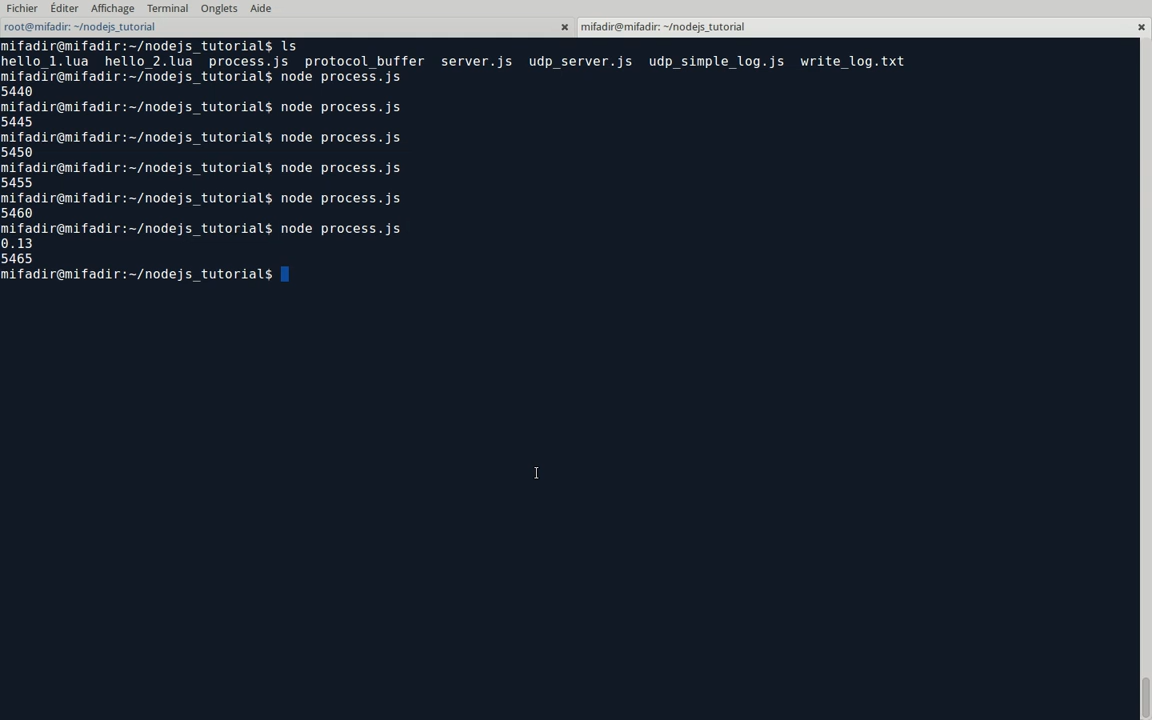 Fichier Éditer Affichage Terminal Onglets Aide
root@mifadir: ~/nodejs_tutorial × mifadir@mifadir: ~/nodejs_tutorial ×
mifadir@mifadir:~/nodejs_tutorial$ ls
hello_1.lua  hello_2.lua  process.js  protocol_buffer  server.js  udp_server.js  udp_simple_log.js  write_log.txt
mifadir@mifadir:~/nodejs_tutorial$ node process.js
5440
mifadir@mifadir:~/nodejs_tutorial$ node process.js
5445
mifadir@mifadir:~/nodejs_tutorial$ node process.js
5450
mifadir@mifadir:~/nodejs_tutorial$ node process.js
5455
mifadir@mifadir:~/nodejs_tutorial$ node process.js
5460
mifadir@mifadir:~/nodejs_tutorial$ node process.js
0.13
5465
mifadir@mifadir:~/nodejs_tutorial$